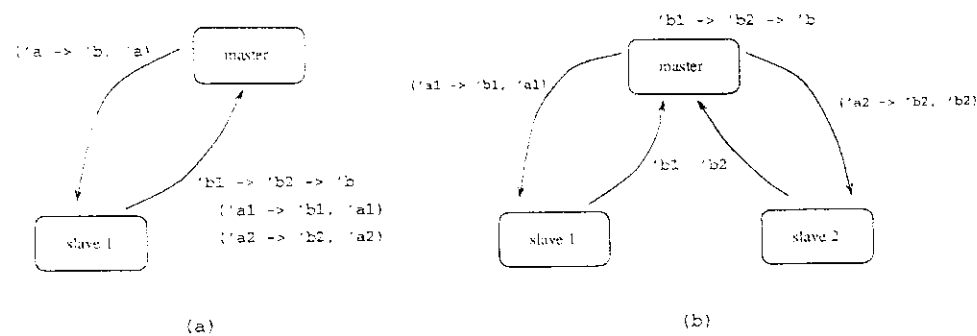 ('a -> 'b, 'a)
master
'b1 -> 'b2 -> 'b
('a1 -> 'b1, 'a1)
('a2 -> 'b2, 'a2)
slave 1
(a)
'b1 -> 'b2 -> 'b
master
('a1 -> 'b1, 'a1)
('a2 -> 'b2, 'b2)
'b1 'b2
slave 1
slave 2
(b)